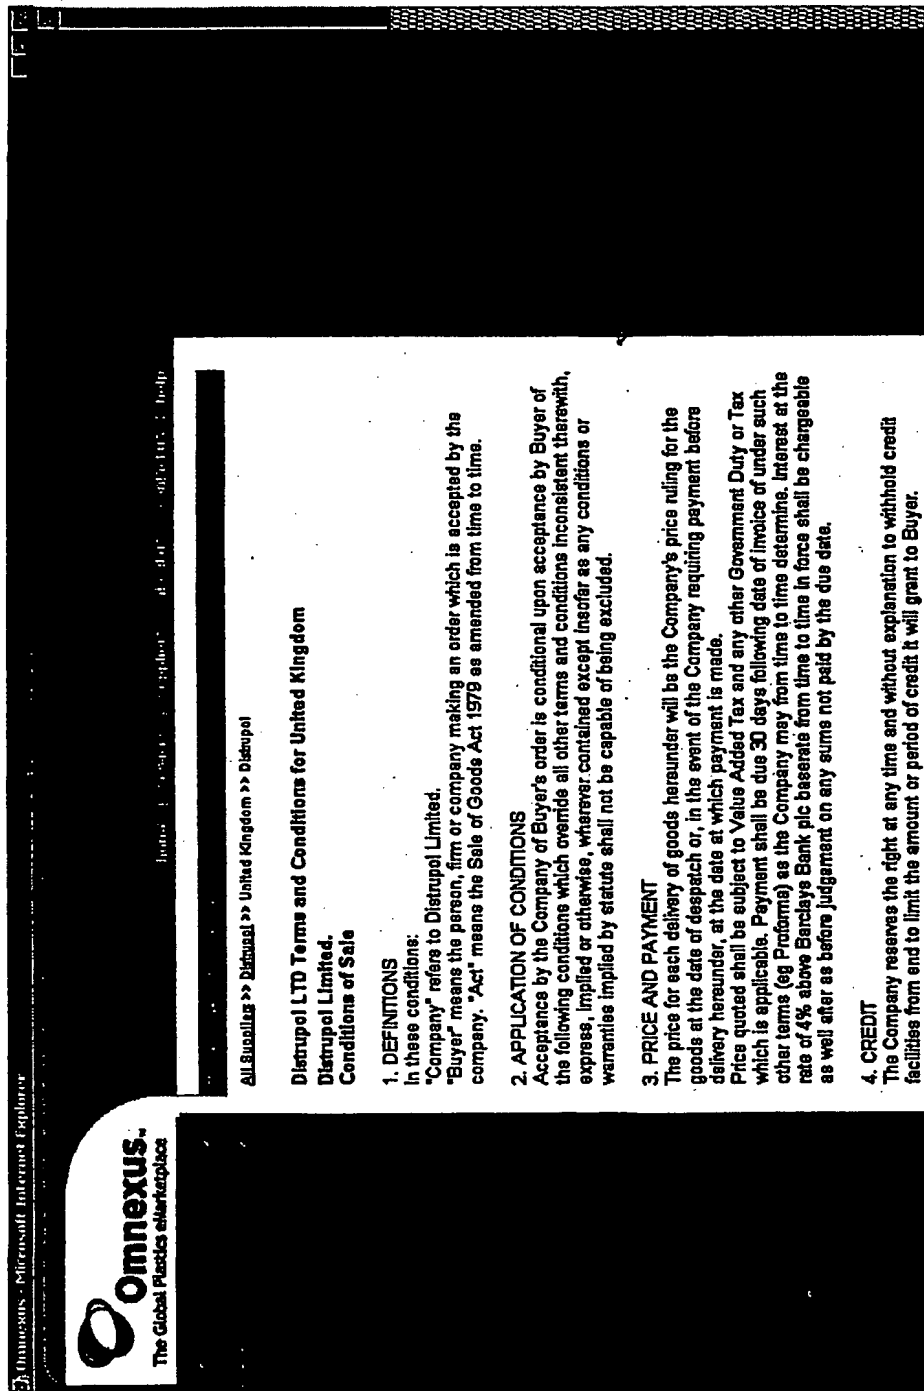 Omnexus - Microsoft Internet Explorer
Omnexus
The Global Plastics eMarketplace
help
All Suppliers >> Distrupol >> United Kingdom >> Distrupol
Distrupol LTD Terms and Conditions for United Kingdom
Distrupol Limited.
Conditions of Sale
1. DEFINITIONS
In these conditions:
"Company" refers to Distrupol Limited.
"Buyer" means the person, firm or company making an order which is accepted by the
company. "Act" means the Sale of Goods Act 1979 as amended from time to time.
2. APPLICATION OF CONDITIONS
Acceptance by the Company of Buyer's order is conditional upon acceptance by Buyer of
the following conditions which override all other terms and conditions inconsistent therewith,
express, implied or otherwise, wherever contained except insofar as any conditions or
warranties implied by statute shall not be capable of being excluded.
3. PRICE AND PAYMENT
The price for each delivery of goods hereunder will be the Company's price ruling for the
goods at the date of despatch or, in the event of the Company requiring payment before
delivery hereunder, at the date at which payment is made.
Price quoted shall be subject to Value Added Tax and any other Government Duty or Tax
which is applicable. Payment shall be due 30 days following date of invoice of under such
other terms (eg Proforma) as the Company may from time to time determine. Interest at the
rate of 4% above Barclays Bank plc baserate from time to time in force shall be chargeable
as well after as before judgement on any sums not paid by the due date.
4. CREDIT
The Company reserves the right at any time and without explanation to withhold credit
facilities from end to limit the amount or period of credit it will grant to Buyer.